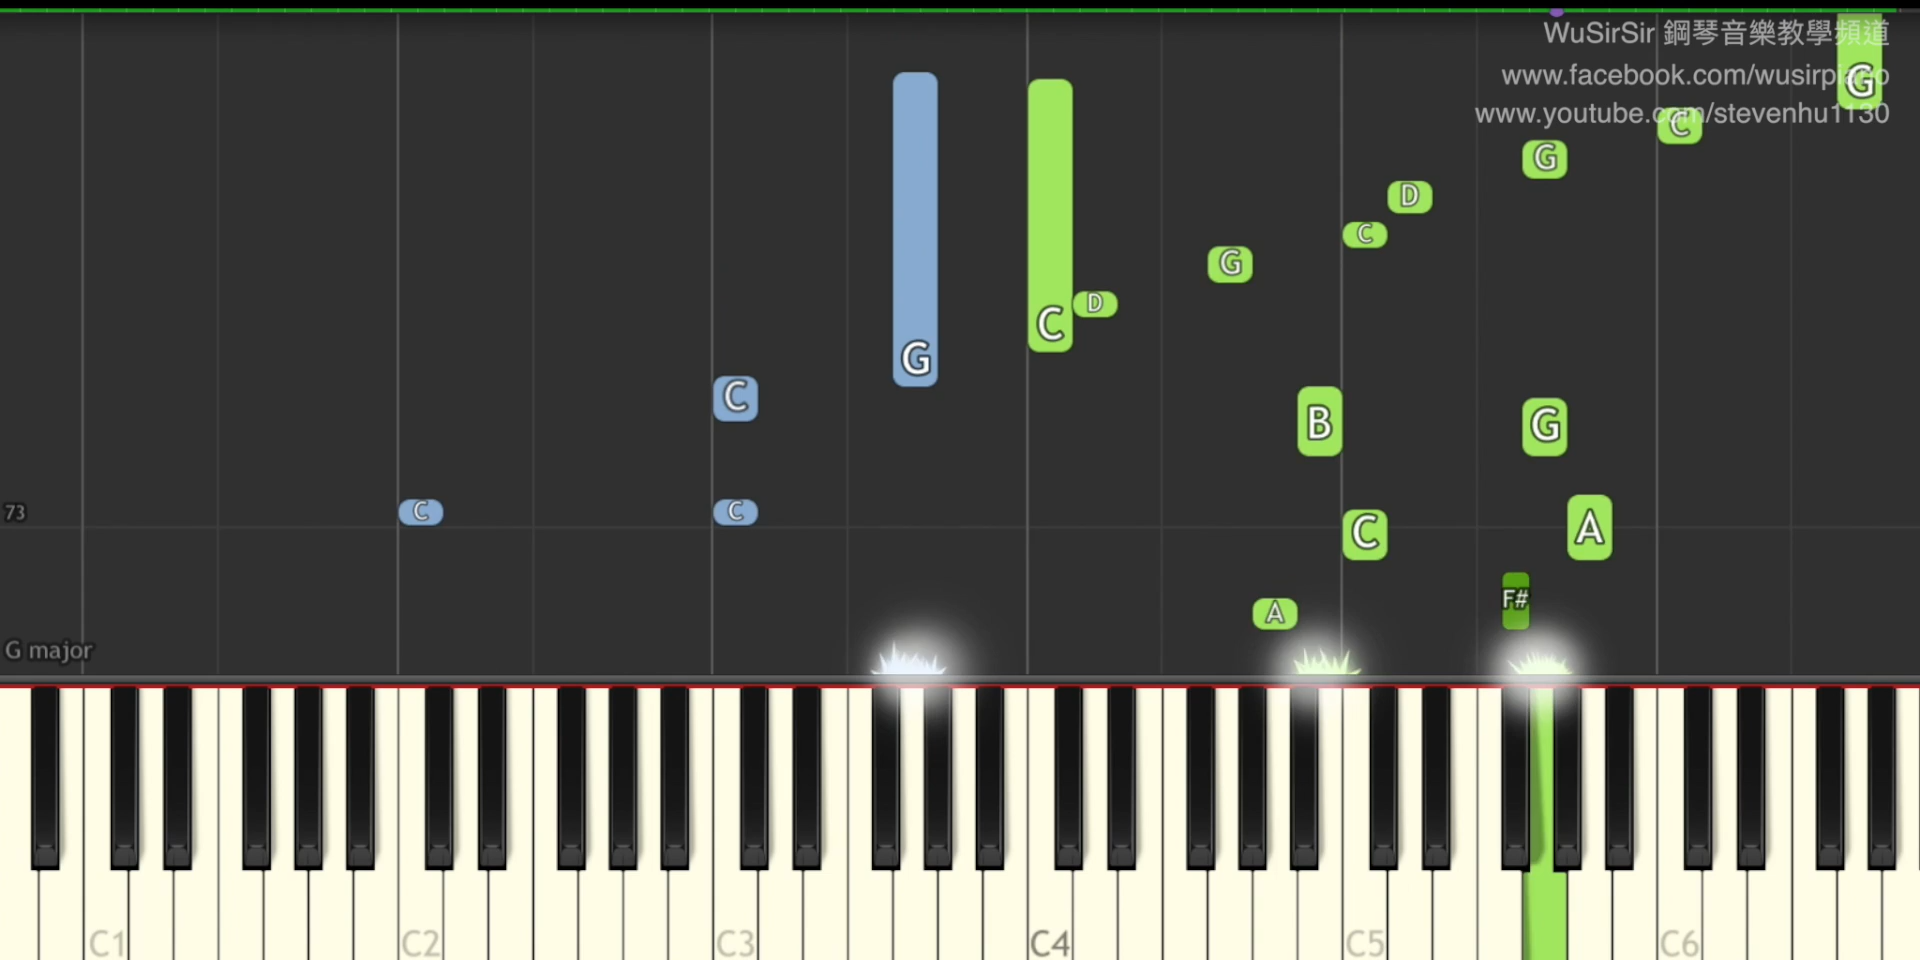 WuSirSir 鋼琴音樂教學頻道
www.facebook.com/wusirpiano
www.youtube.com/stevenhu1130
G
C
G
D
C
G
D
C
G
C
B
G
73
C
C
C
A
F#
A
G major
C1
C2
C3
C4
C5
C6